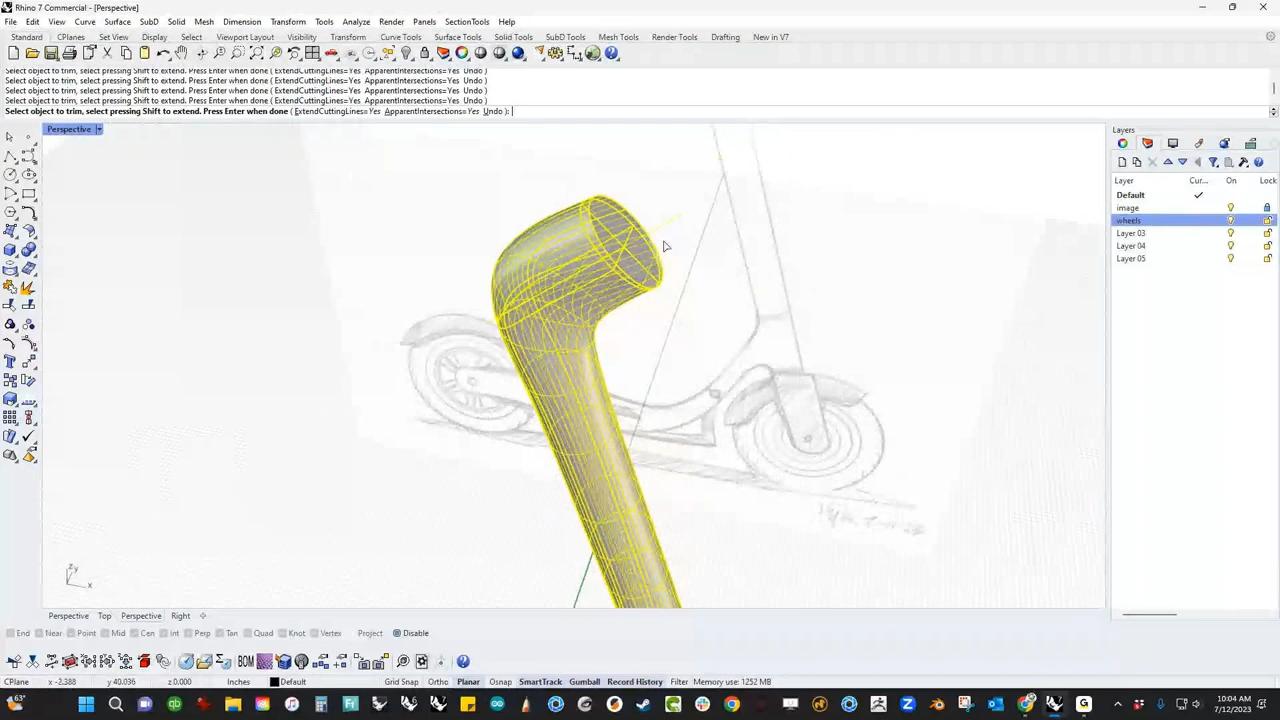 Rhino 7 Commercial - [Perspective]
File Edit View Curve Surface SubD Solid Mesh Dimension Transform Tools Analyze Render Panels SectionTools Help
Standard CPlanes Set View Display Select Viewport Layout Visibility Transform Curve Tools Surface Tools Solid Tools SubD Tools Mesh Tools Render Tools Drafting New in V7
Select object to trim, select pressing Shift to extend. Press Enter when done ( ExtendCuttingLines=Yes ApparentIntersections=Yes Undo )
Select object to trim, select pressing Shift to extend. Press Enter when done ( ExtendCuttingLines=Yes ApparentIntersections=Yes Undo )
Select object to trim, select pressing Shift to extend. Press Enter when done ( ExtendCuttingLines=Yes ApparentIntersections=Yes Undo )
Select object to trim, select pressing Shift to extend. Press Enter when done ( ExtendCuttingLines=Yes ApparentIntersections=Yes Undo )
Select object to trim, select pressing Shift to extend. Press Enter when done ( ExtendCuttingLines=Yes ApparentIntersections=Yes Undo ):
Perspective
Layers
Layer Cur... On Lock
Default
image
wheels
Layer 03
Layer 04
Layer 05
z y x
Perspective Top Perspective Right
End Near Point Mid Cen Int Perp Tan Quad Knot Vertex Project Disable
BOM
CPlane x -2.388 y 40.036 z 0.000 Inches Default Grid Snap Ortho Planar Osnap SmartTrack Gumball Record History Filter Memory use: 1252 MB
63°
10:04 AM
7/12/2023